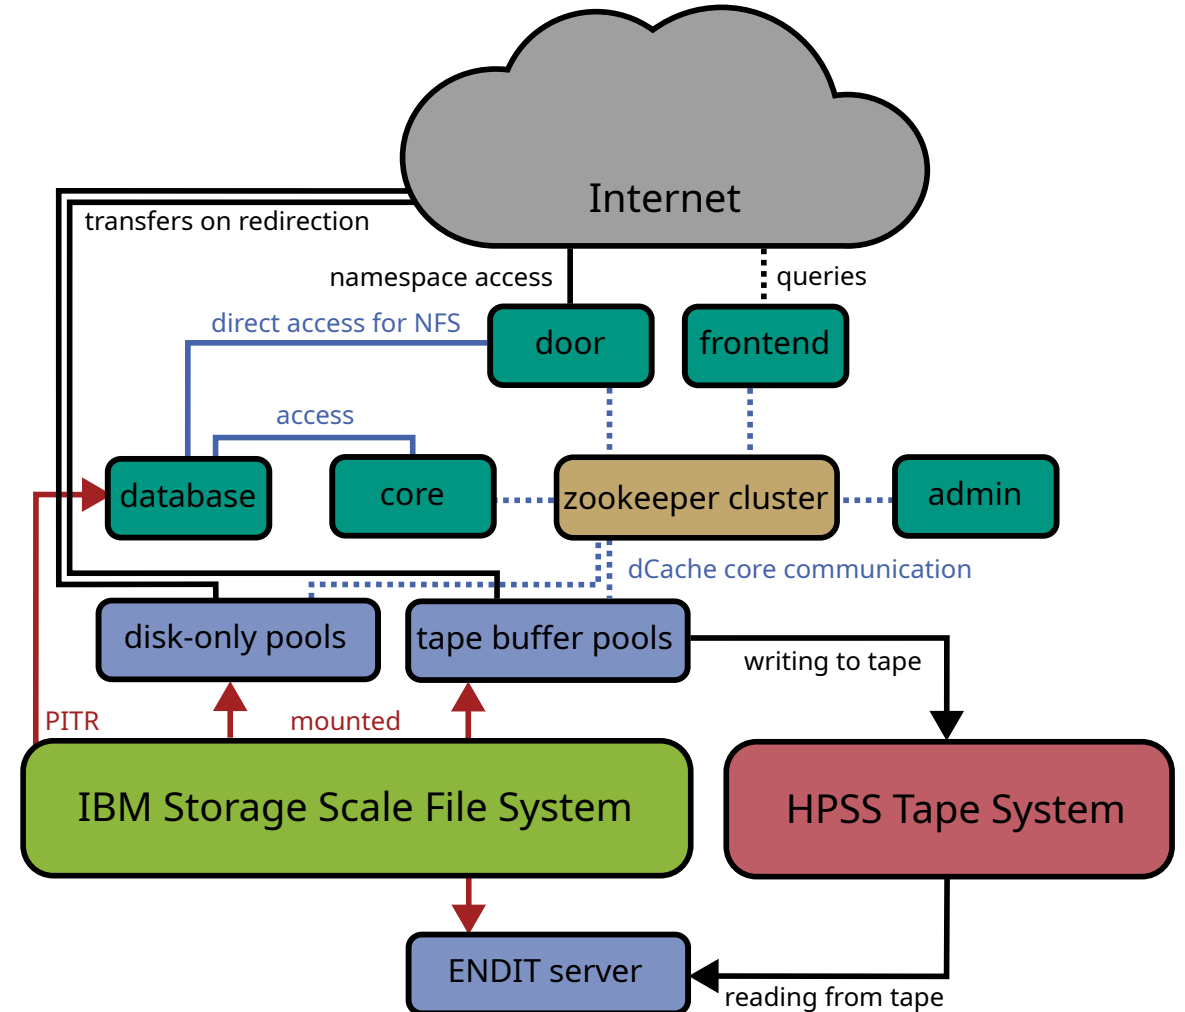 Internet
transfers on redirection
namespace access
queries
direct access for NFS
door
frontend
access
database
core
zookeeper cluster
admin
dCache core communication
disk-only pools
tape buffer pools
writing to tape
PITR
mounted
IBM Storage Scale File System
HPSS Tape System
ENDIT server
reading from tape